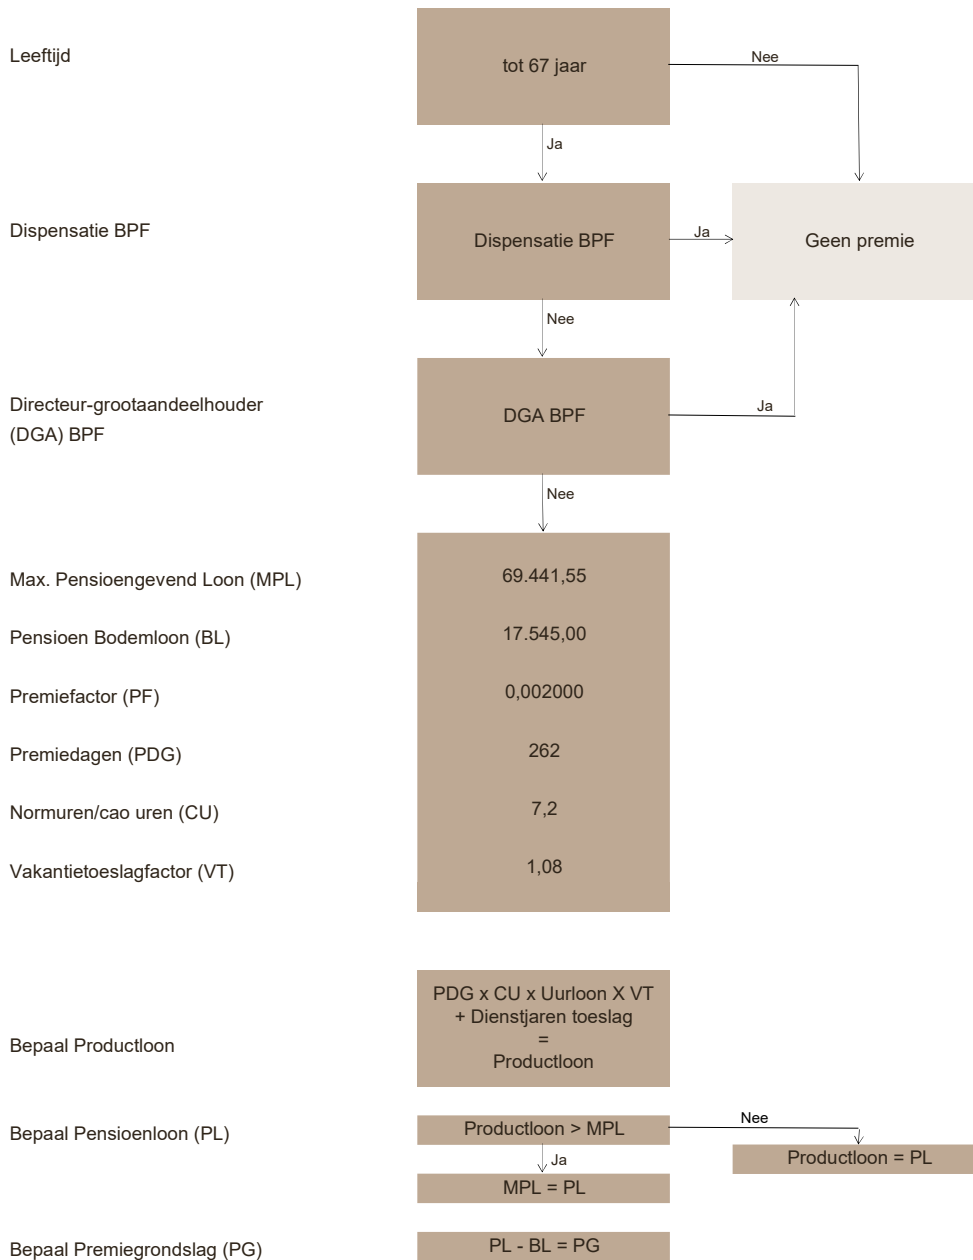 Leeftijd
tot 67 jaar
Nee
Ja
Dispensatie BPF
Dispensatie BPF
Ja
Geen premie
Nee
Directeur-grootaandeelhouder
(DGA) BPF
DGA BPF
Ja
Nee
Max. Pensioengevend Loon (MPL)
69.441,55
Pensioen Bodemloon (BL)
17.545,00
Premiefactor (PF)
0,002000
Premiedagen (PDG)
262
Normuren/cao uren (CU)
7,2
Vakantietoeslagfactor (VT)
1,08
Bepaal Productloon
PDG x CU x Uurloon X VT
+ Dienstjaren toeslag
=
Productloon
Bepaal Pensioenloon (PL)
Productloon > MPL
Nee
Productloon = PL
Ja
MPL = PL
Bepaal Premiegrondslag (PG)
PL - BL = PG